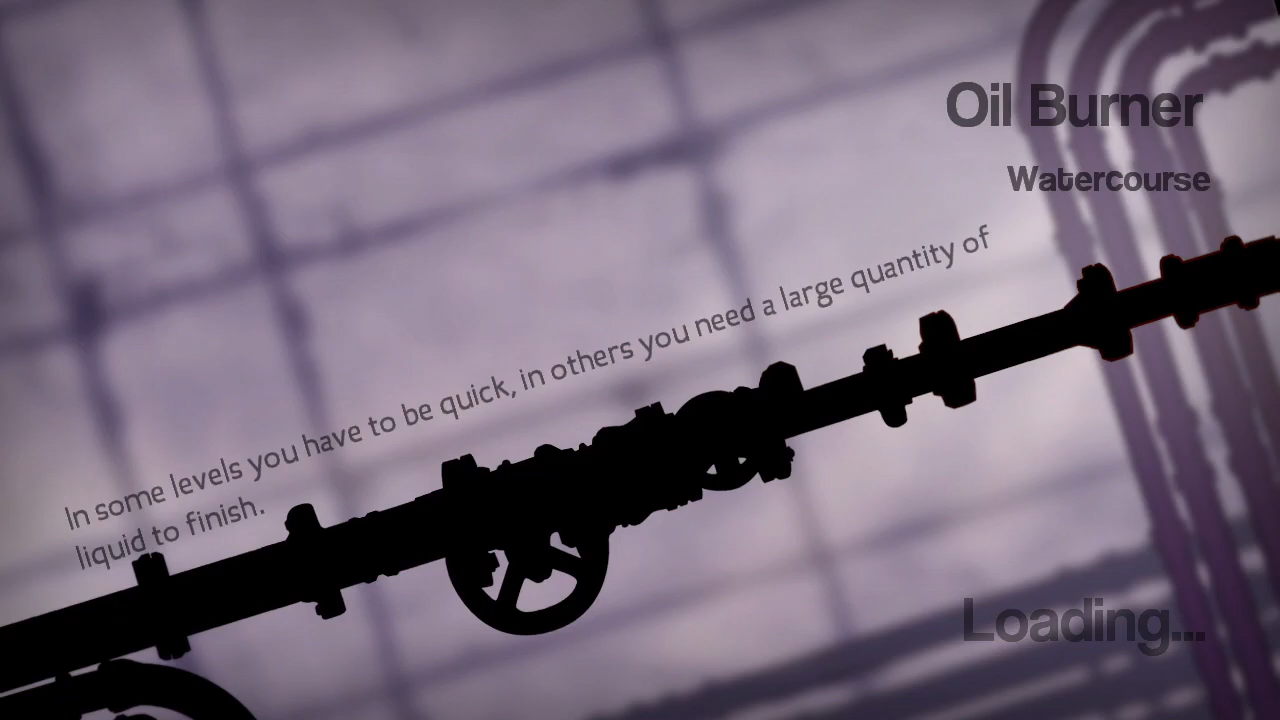 Oil Burner
Watercourse
In some levels you have to be quick, in others you need a large quantity of
liquid to finish.
Loading...